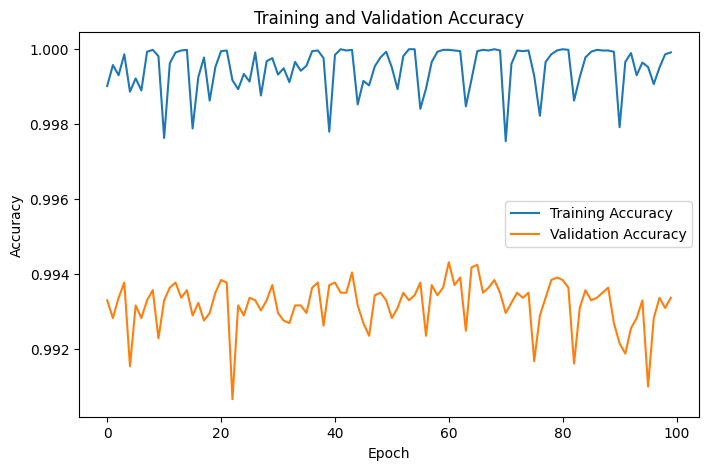 Training and Validation Accuracy
1.000
0.998
0.996
0.994
0.992
Accuracy
Training Accuracy
Validation Accuracy
0 20 40 60 80 100
Epoch